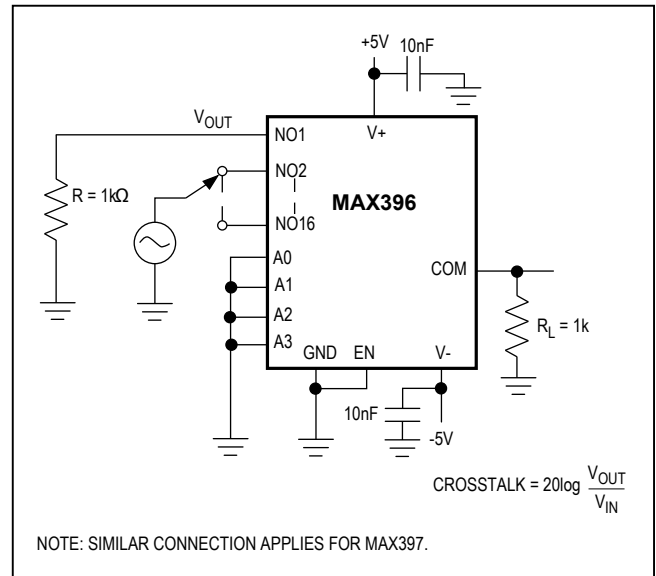 +5V
10nF
V+
VOUT
NO1
NO2
R = 1kΩ
MAX396
NO16
A0
COM
A1
A2
RL = 1k
A3
GND
EN
V-
10nF
-5V
CROSSTALK = 20log VOUT
VIN
NOTE: SIMILAR CONNECTION APPLIES FOR MAX397.